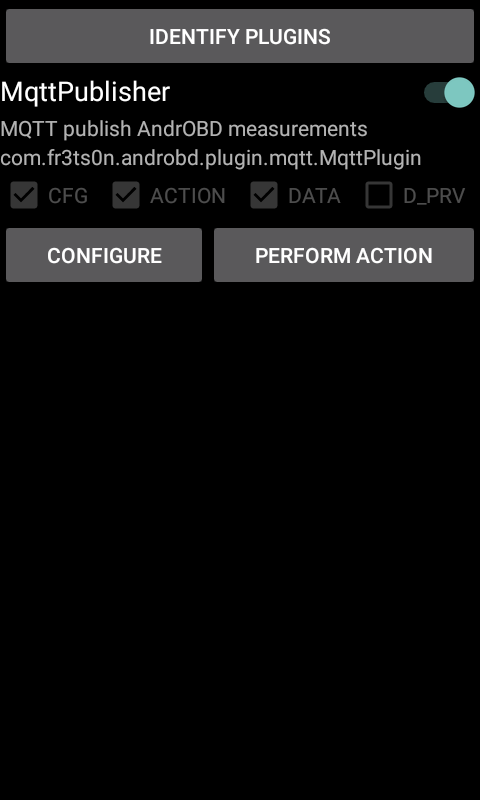 IDENTIFY PLUGINS
MqttPublisher
MQTT publish AndrOBD measurements
com.fr3ts0n.androbd.plugin.mqtt.MqttPlugin
CFG ACTION DATA D_PRV
CONFIGURE PERFORM ACTION